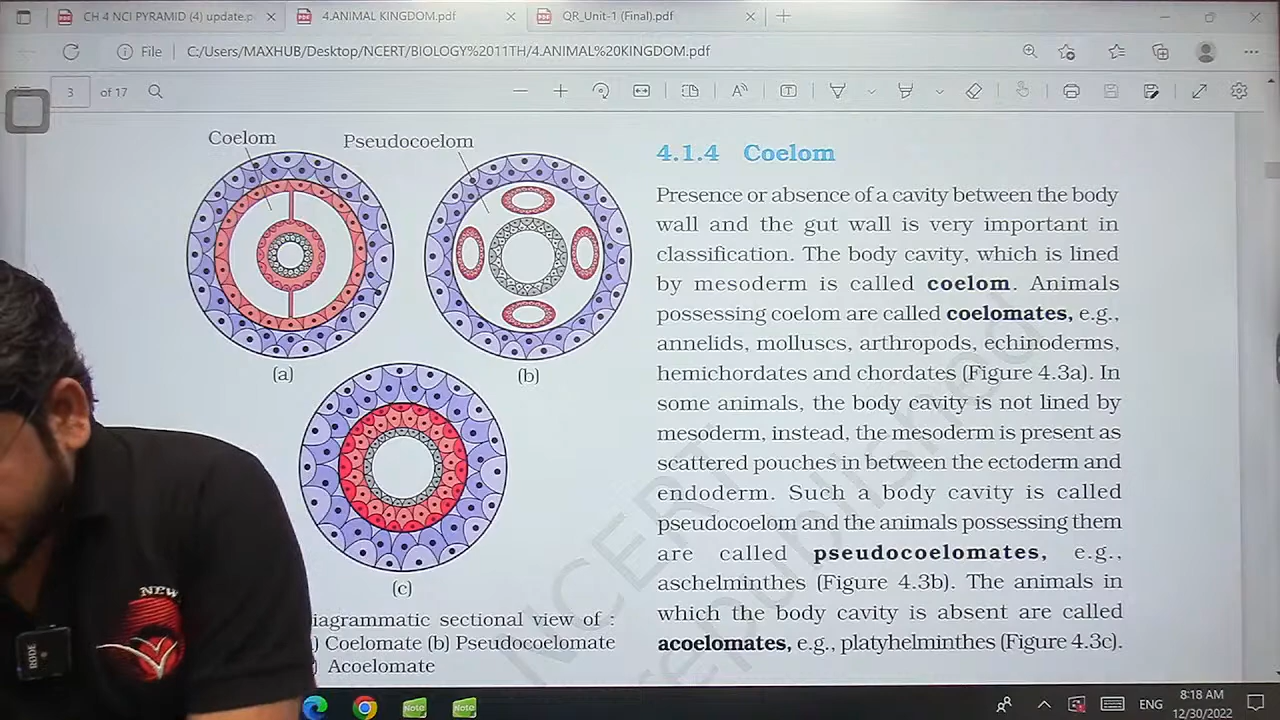 CH 4 NCI PYRAMID (4) update.p
4.ANIMAL KINGDOM.pdf
QR_Unit-1 (Final).pdf
File
C:/Users/MAXHUB/Desktop/NCERT/BIOLOGY%2011TH/4.ANIMAL%20KINGDOM.pdf
3 of 17
Coelom
Pseudocoelom
(a)
(b)
(c)
iagrammatic sectional view of :
) Coelomate (b) Pseudocoelomate
) Acoelomate
4.1.4 Coelom
Presence or absence of a cavity between the body
wall and the gut wall is very important in
classification. The body cavity, which is lined
by mesoderm is called coelom. Animals
possessing coelom are called coelomates, e.g.,
annelids, molluscs, arthropods, echinoderms,
hemichordates and chordates (Figure 4.3a). In
some animals, the body cavity is not lined by
mesoderm, instead, the mesoderm is present as
scattered pouches in between the ectoderm and
endoderm. Such a body cavity is called
pseudocoelom and the animals possessing them
are called pseudocoelomates, e.g.,
aschelminthes (Figure 4.3b). The animals in
which the body cavity is absent are called
acoelomates, e.g., platyhelminthes (Figure 4.3c).
NCERT
republished
NEW
RODE
Note
Note
ENG
8:18 AM
12/30/2022